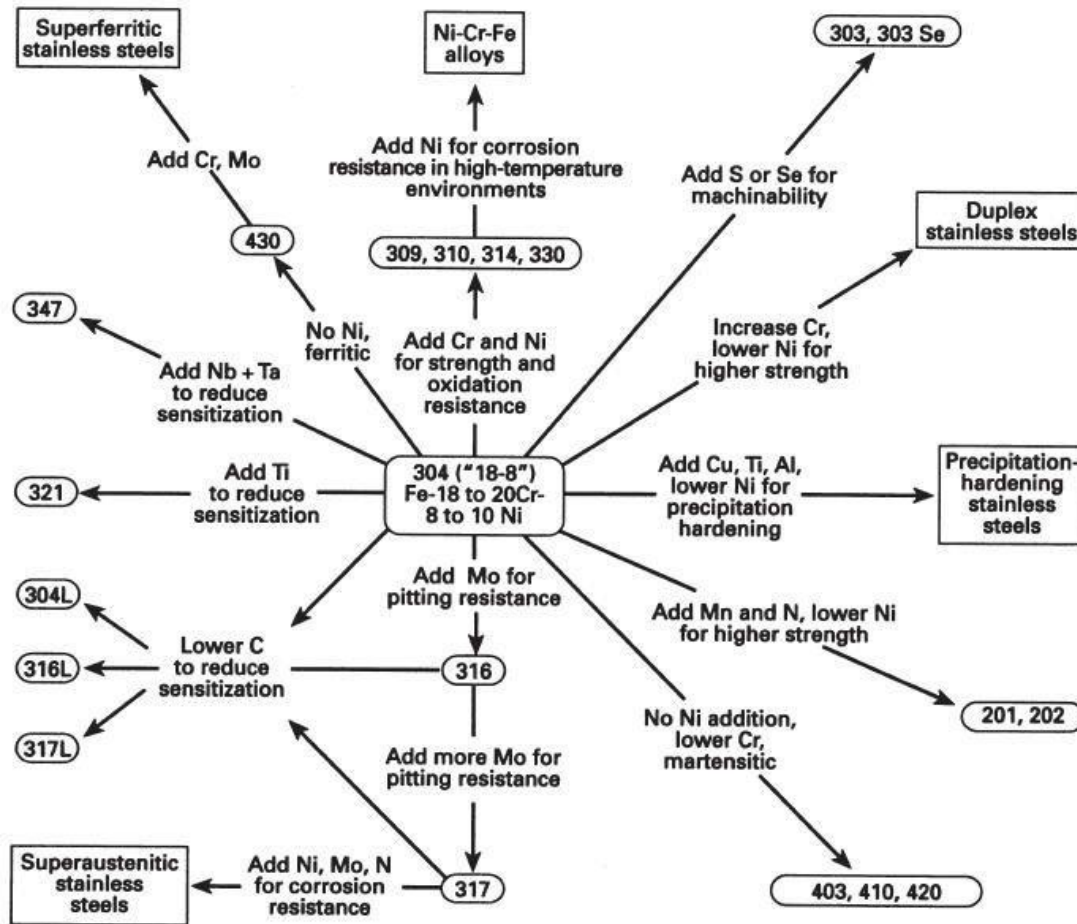 Superferritic
stainless steels
Ni-Cr-Fe
alloys
303, 303 Se
Add Cr, Mo
Add Ni for corrosion
resistance in high-temperature
environments
Add S or Se for
machinability
Duplex
stainless steels
430
309, 310, 314, 330
347
No Ni,
ferritic
Add Cr and Ni
for strength and
oxidation
resistance
Increase Cr,
lower Ni for
higher strength
Add Nb + Ta
to reduce
sensitization
321
Add Ti
to reduce
sensitization
304 ("18-8")
Fe-18 to 20Cr-
8 to 10 Ni
Add Cu, Ti, Al,
lower Ni for
precipitation
hardening
Precipitation-
hardening
stainless
steels
Add Mo for
pitting resistance
Add Mn and N, lower Ni
for higher strength
304L
316L
317L
Lower C
to reduce
sensitization
316
201, 202
No Ni addition,
lower Cr,
martensitic
Add more Mo for
pitting resistance
Superaustenitic
stainless
steels
Add Ni, Mo, N
for corrosion
resistance
317
403, 410, 420